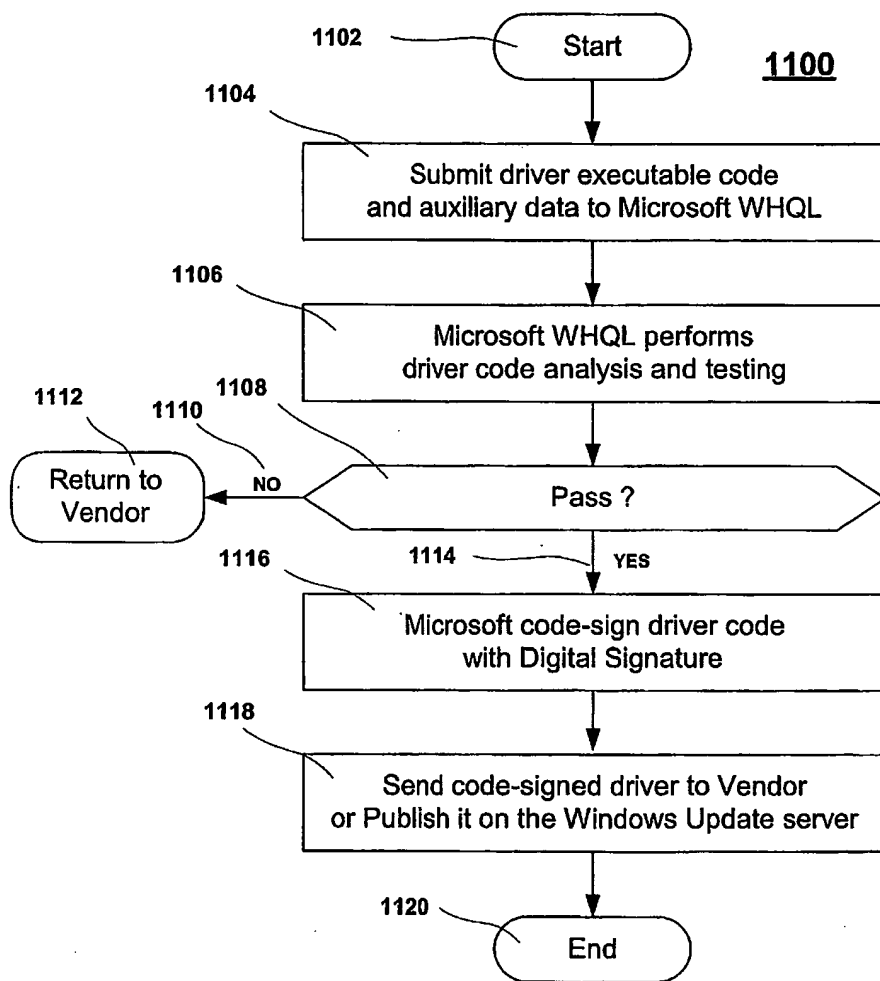 1102
Start
1100
1104
Submit driver executable code
and auxiliary data to Microsoft WHQL
1106
Microsoft WHQL performs
driver code analysis and testing
1112
1110
1108
Return to
Vendor
NO
Pass ?
1116
1114
YES
Microsoft code-sign driver code
with Digital Signature
1118
Send code-signed driver to Vendor
or Publish it on the Windows Update server
1120
End